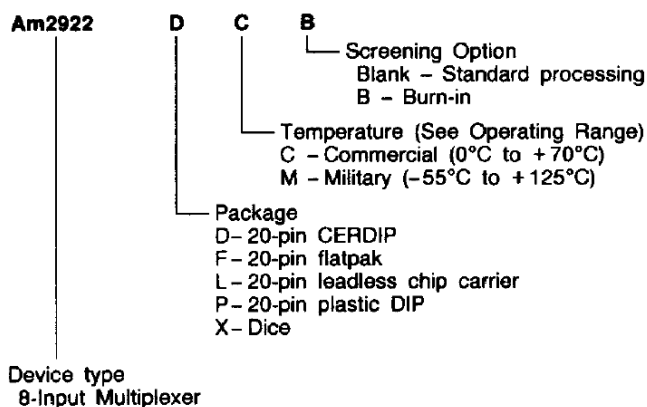 Am2922 D C B
Screening Option
Blank – Standard processing
B – Burn-in
Temperature (See Operating Range)
C – Commercial (0°C to +70°C)
M – Military (–55°C to +125°C)
Package
D – 20-pin CERDIP
F – 20-pin flatpak
L – 20-pin leadless chip carrier
P – 20-pin plastic DIP
X – Dice
Device type
8-Input Multiplexer